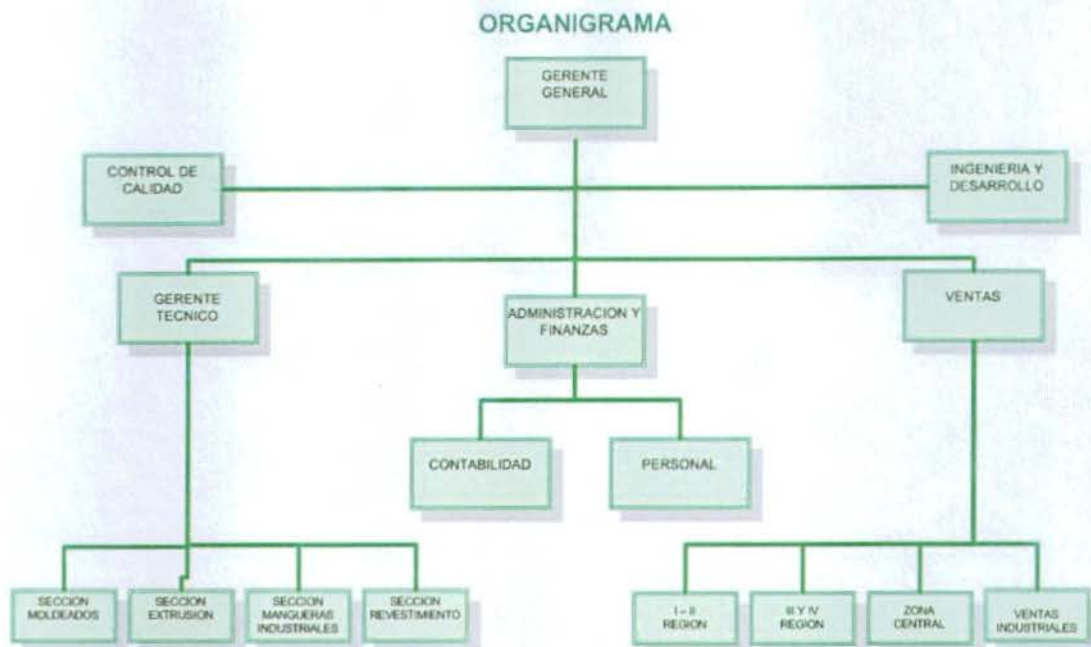 ORGANIGRAMA
GERENTE
GENERAL
CONTROL DE
CALIDAD
INGENIERIA Y
DESARROLLO
GERENTE
TECNICO
ADMINISTRACION Y
FINANZAS
VENTAS
CONTABILIDAD
PERSONAL
SECCION
MOLDEADOS
SECCION
EXTRUSION
SECCION
MANGUERAS
INDUSTRIALES
SECCION
REVESTIMIENTO
I – II
REGION
III Y IV
REGION
ZONA
CENTRAL
VENTAS
INDUSTRIALES